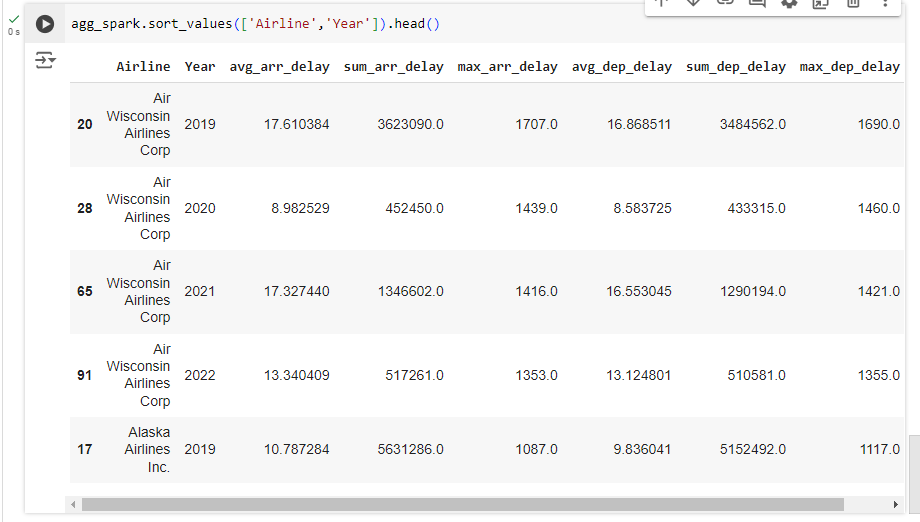 agg_spark.sort_values(['Airline','Year']).head()
0 s
Airline Year avg_arr_delay sum_arr_delay max_arr_delay avg_dep_delay sum_dep_delay max_dep_delay
20 Air Wisconsin Airlines Corp 2019 17.610384 3623090.0 1707.0 16.868511 3484562.0 1690.0
28 Air Wisconsin Airlines Corp 2020 8.982529 452450.0 1439.0 8.583725 433315.0 1460.0
65 Air Wisconsin Airlines Corp 2021 17.327440 1346602.0 1416.0 16.553045 1290194.0 1421.0
91 Air Wisconsin Airlines Corp 2022 13.340409 517261.0 1353.0 13.124801 510581.0 1355.0
17 Alaska Airlines Inc. 2019 10.787284 5631286.0 1087.0 9.836041 5152492.0 1117.0